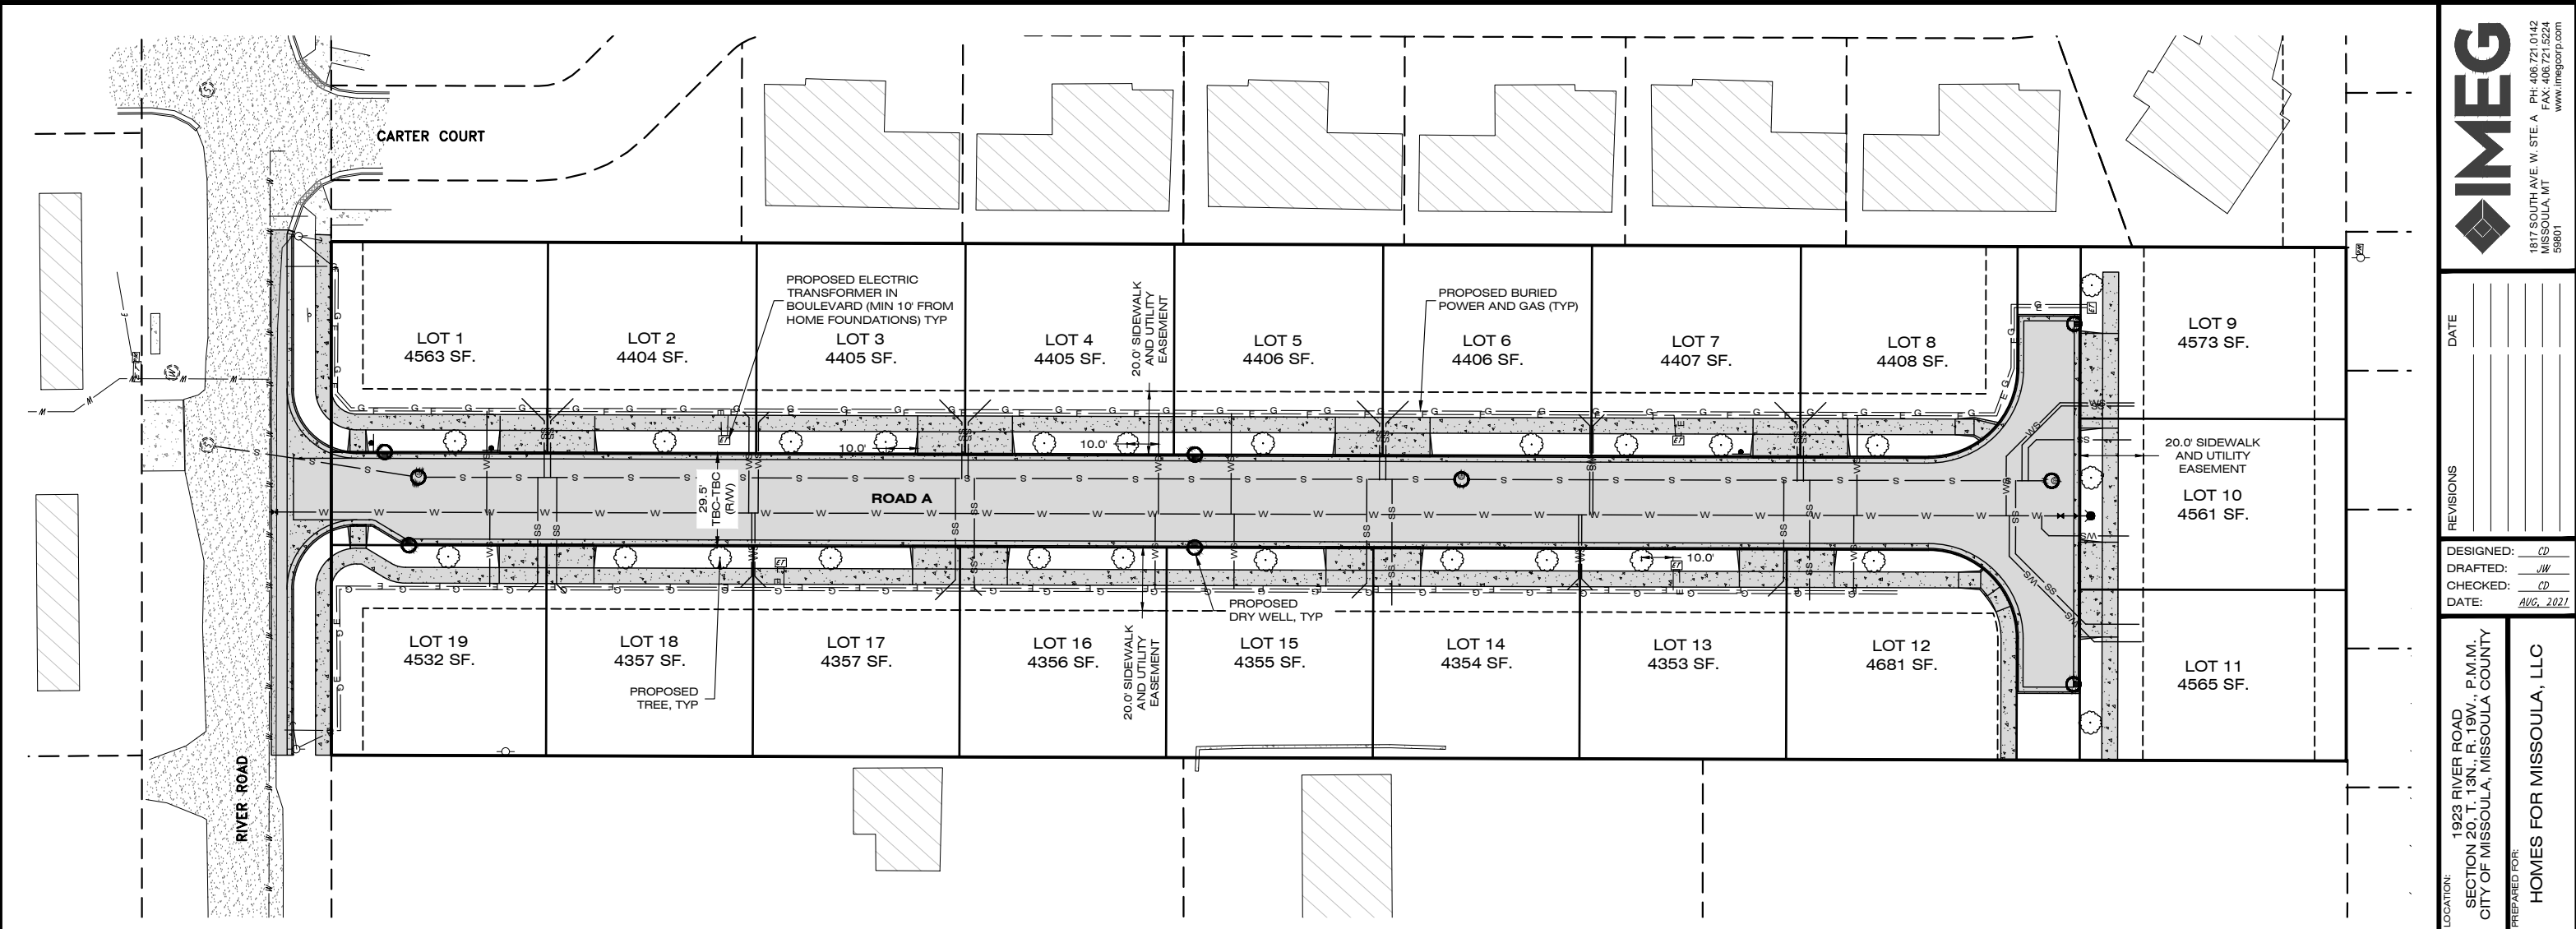 CARTER COURT
PROPOSED ELECTRIC
TRANSFORMER IN
BOULEVARD (MIN 10' FROM
HOME FOUNDATIONS) TYP
20.0' SIDEWALK
AND UTILITY
EASEMENT
PROPOSED BURIED
POWER AND GAS (TYP)
LOT 1
4563 SF.
LOT 2
4404 SF.
LOT 3
4405 SF.
LOT 4
4405 SF.
LOT 5
4406 SF.
LOT 6
4406 SF.
LOT 7
4407 SF.
LOT 8
4408 SF.
LOT 9
4573 SF.
10.0'
10.0'
20.0' SIDEWALK
AND UTILITY
EASEMENT
LOT 10
4561 SF.
29.5'
TBC-TBC
(R/W)
ROAD A
10.0'
PROPOSED
DRY WELL, TYP
LOT 19
4532 SF.
LOT 18
4357 SF.
LOT 17
4357 SF.
LOT 16
4356 SF.
LOT 15
4355 SF.
LOT 14
4354 SF.
LOT 13
4353 SF.
LOT 12
4681 SF.
LOT 11
4565 SF.
20.0' SIDEWALK
AND UTILITY
EASEMENT
PROPOSED
TREE, TYP
RIVER ROAD
IMEG
1817 SOUTH AVE. W. STE. A
MISSOULA, MT
59801
PH: 406.721.0142
FAX: 406.721.5224
www.imegcorp.com
REVISIONS
DATE
DESIGNED: CD
DRAFTED: JW
CHECKED: CD
DATE: AUG, 2021
LOCATION:
1923 RIVER ROAD
SECTION 20, T. 13N., R. 19W., P.M.M.
CITY OF MISSOULA, MISSOULA COUNTY
PREPARED FOR:
HOMES FOR MISSOULA, LLC